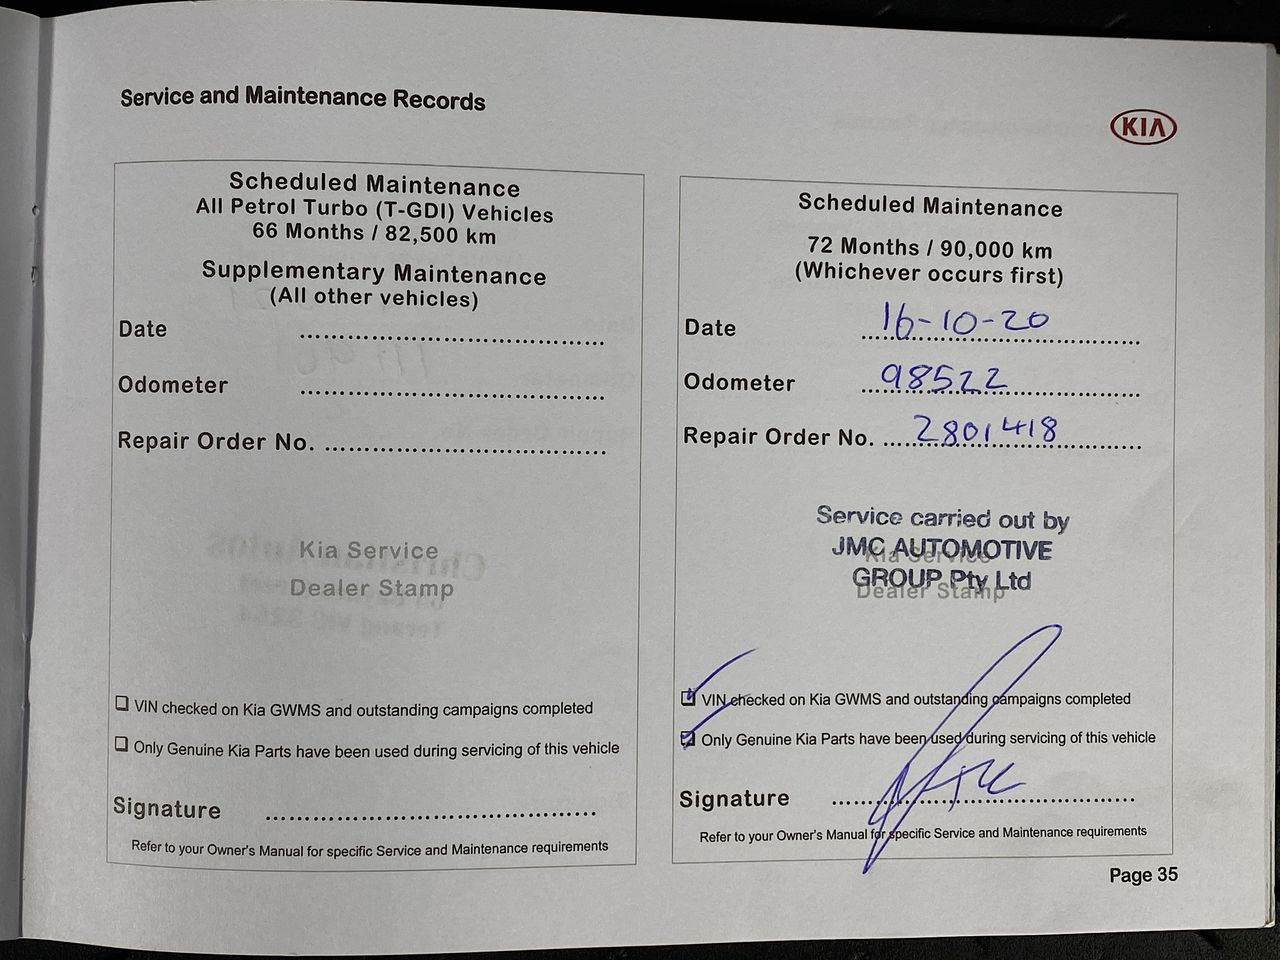 Service and Maintenance Records
KIA
Scheduled Maintenance
All Petrol Turbo (T-GDI) Vehicles
66 Months / 82,500 km
Supplementary Maintenance
(All other vehicles)
Date
Odometer
Repair Order No.
Kia Service
Dealer Stamp
VIN checked on Kia GWMS and outstanding campaigns completed
Only Genuine Kia Parts have been used during servicing of this vehicle
Signature
Refer to your Owner's Manual for specific Service and Maintenance requirements
Scheduled Maintenance
72 Months / 90,000 km
(Whichever occurs first)
Date 16-10-20
Odometer 98522
Repair Order No. 2801418
Service carried out by
JMC AUTOMOTIVE
Kia Service
GROUP Pty Ltd
Dealer Stamp
VIN checked on Kia GWMS and outstanding campaigns completed
Only Genuine Kia Parts have been used during servicing of this vehicle
Signature
Refer to your Owner's Manual for specific Service and Maintenance requirements
Page 35